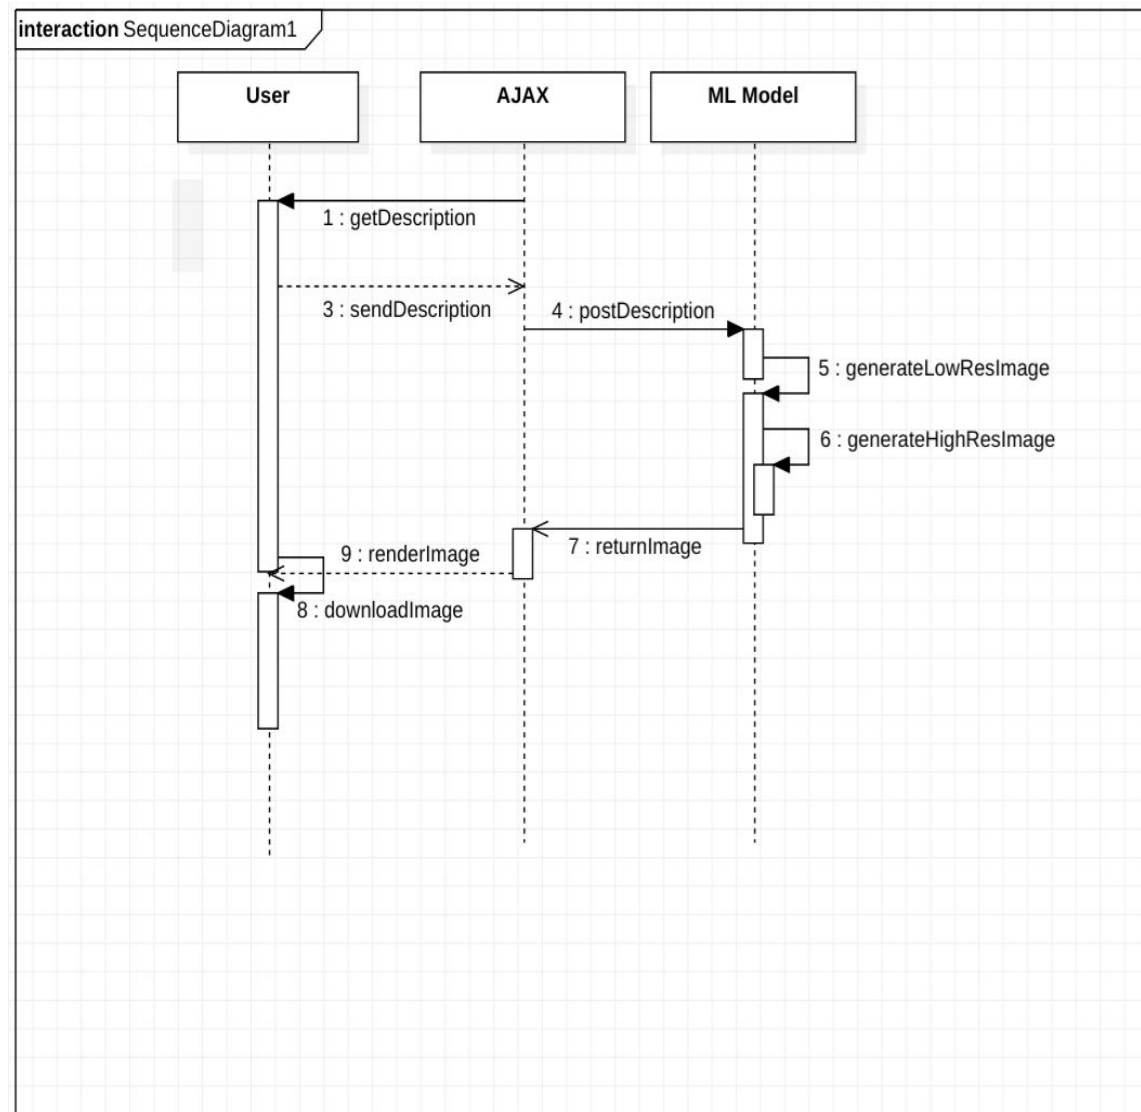 interaction SequenceDiagram1
User
AJAX
ML Model
1 : getDescription
3 : sendDescription
4 : postDescription
5 : generateLowResImage
6 : generateHighResImage
7 : returnImage
9 : renderImage
8 : downloadImage